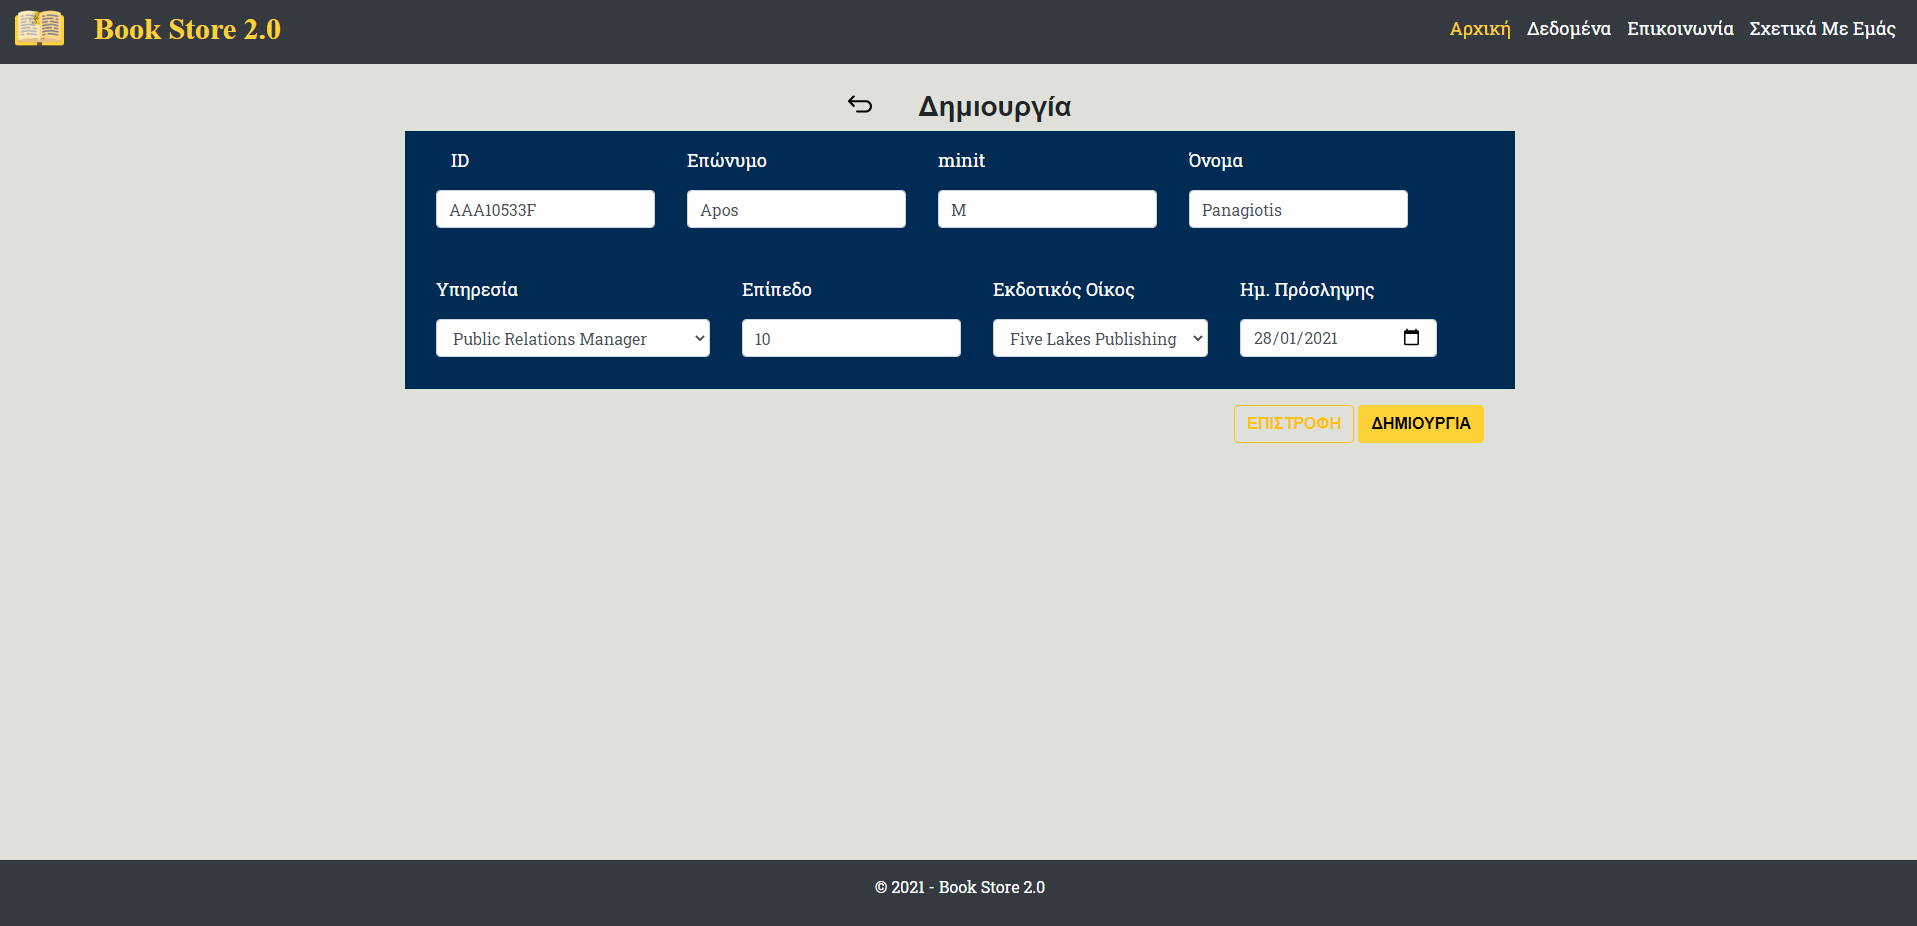 Book Store 2.0
Αρχική Δεδομένα Επικοινωνία Σχετικά Με Εμάς
Δημιουργία
ID Επώνυμο minit Όνομα
AAA10533F Apos M Panagiotis
Υπηρεσία Επίπεδο Εκδοτικός Οίκος Ημ. Πρόσληψης
Public Relations Manager 10 Five Lakes Publishing 28/01/2021
ΕΠΙΣΤΡΟΦΗ ΔΗΜΙΟΥΡΓΙΑ
© 2021 - Book Store 2.0